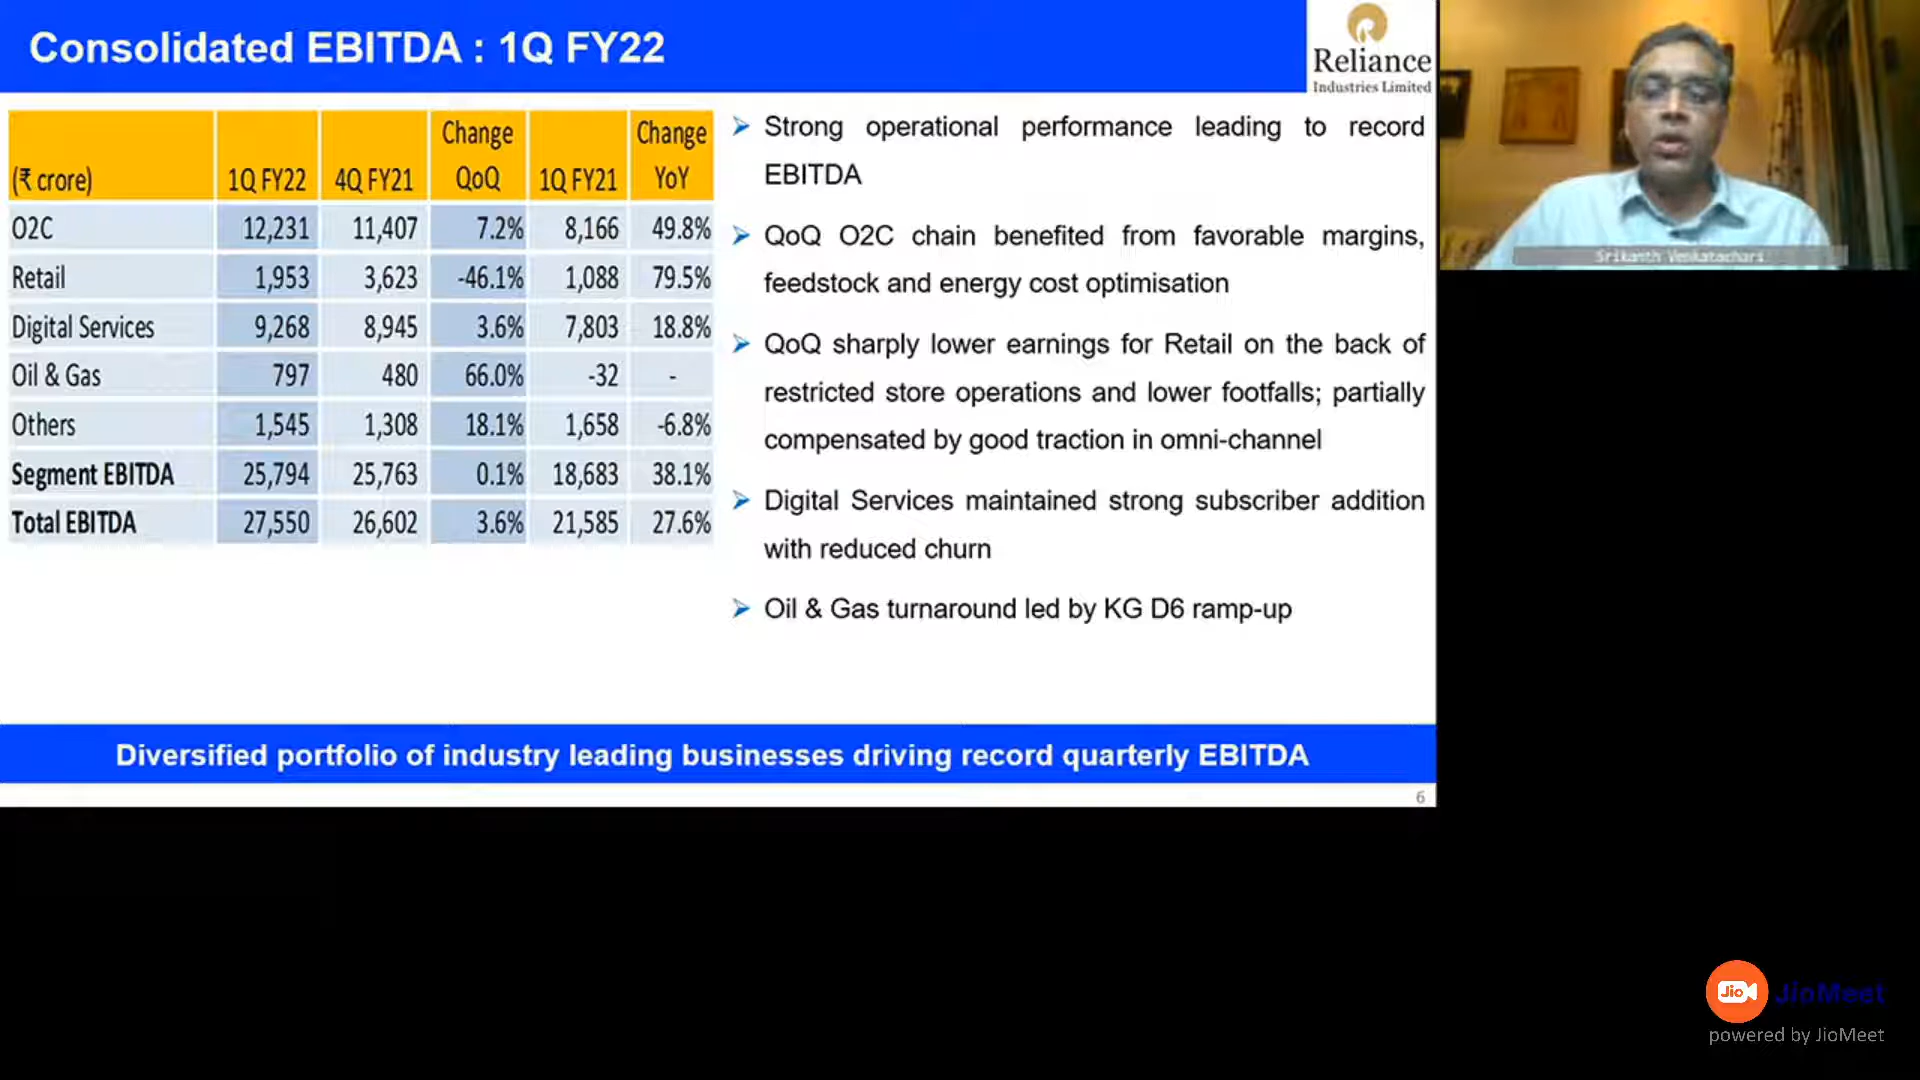 Consolidated EBITDA : 1Q FY22
Reliance
Industries Limited
(₹ crore) 1Q FY22 4Q FY21 Change QoQ 1Q FY21 Change YoY
O2C 12,231 11,407 7.2% 8,166 49.8%
Retail 1,953 3,623 -46.1% 1,088 79.5%
Digital Services 9,268 8,945 3.6% 7,803 18.8%
Oil & Gas 797 480 66.0% -32 -
Others 1,545 1,308 18.1% 1,658 -6.8%
Segment EBITDA 25,794 25,763 0.1% 18,683 38.1%
Total EBITDA 27,550 26,602 3.6% 21,585 27.6%
Strong operational performance leading to record
EBITDA
QoQ O2C chain benefited from favorable margins,
feedstock and energy cost optimisation
QoQ sharply lower earnings for Retail on the back of
restricted store operations and lower footfalls; partially
compensated by good traction in omni-channel
Digital Services maintained strong subscriber addition
with reduced churn
Oil & Gas turnaround led by KG D6 ramp-up
Diversified portfolio of industry leading businesses driving record quarterly EBITDA
6
Srikanth Venkatachari
Jio
JioMeet
powered by JioMeet